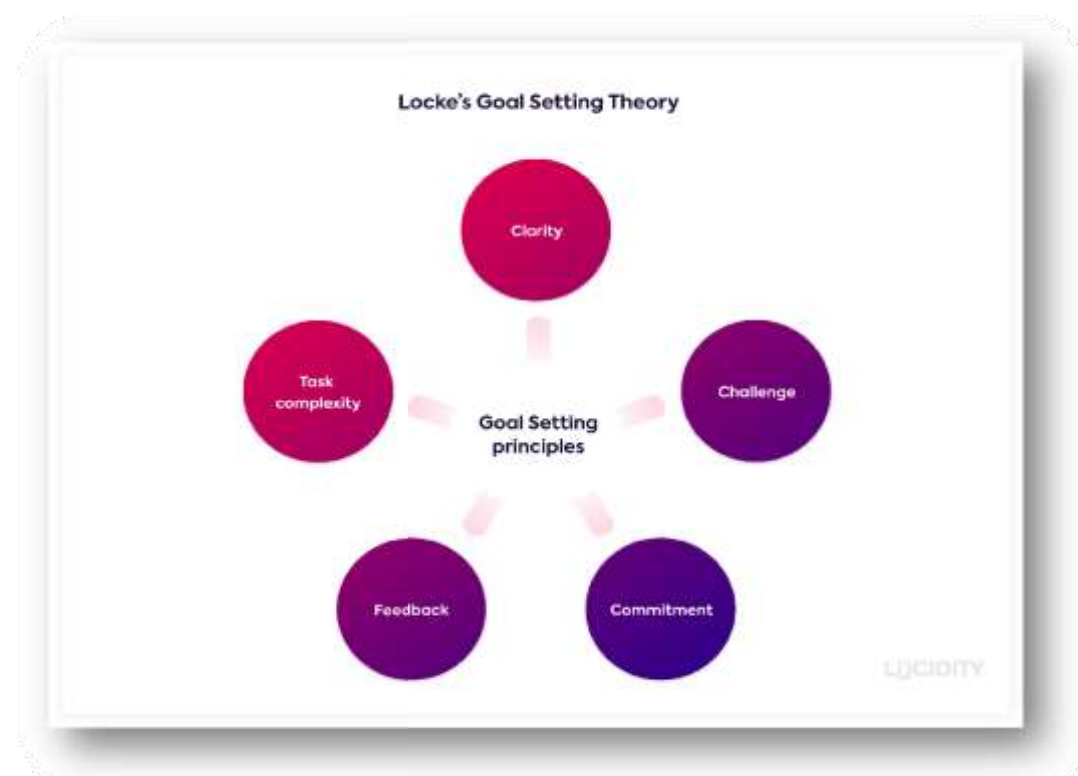 Locke's Goal Setting Theory
Clarity
Task
complexity
Challenge
Goal Setting
principles
Feedback
Commitment
LUCIDITY